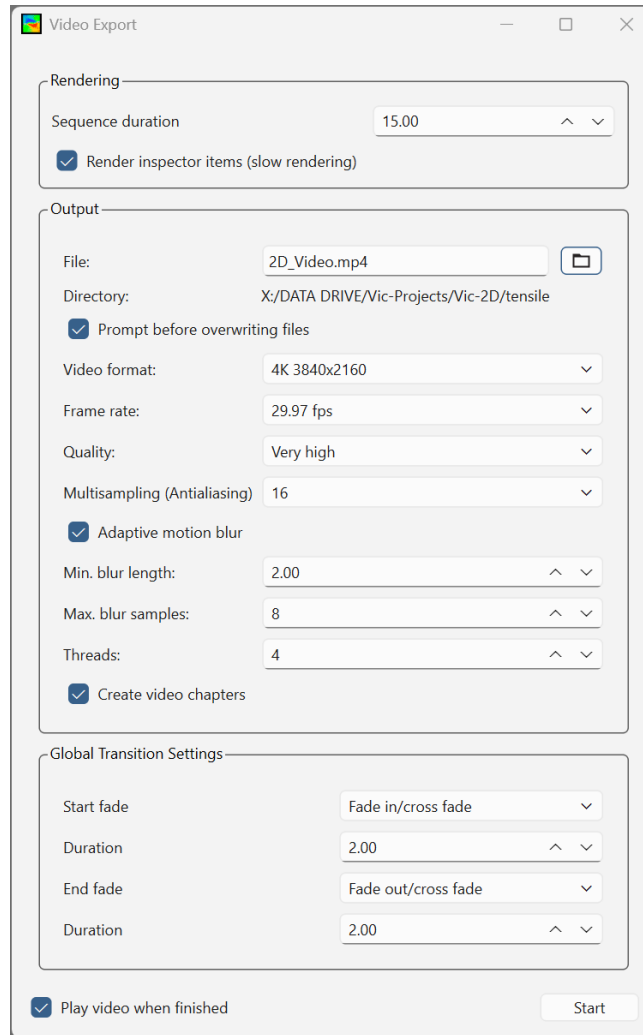 Video Export
Rendering
Sequence duration 15.00
Render inspector items (slow rendering)
Output
File: 2D_Video.mp4
Directory: X:/DATA DRIVE/Vic-Projects/Vic-2D/tensile
Prompt before overwriting files
Video format: 4K 3840x2160
Frame rate: 29.97 fps
Quality: Very high
Multisampling (Antialiasing) 16
Adaptive motion blur
Min. blur length: 2.00
Max. blur samples: 8
Threads: 4
Create video chapters
Global Transition Settings
Start fade Fade in/cross fade
Duration 2.00
End fade Fade out/cross fade
Duration 2.00
Play video when finished Start